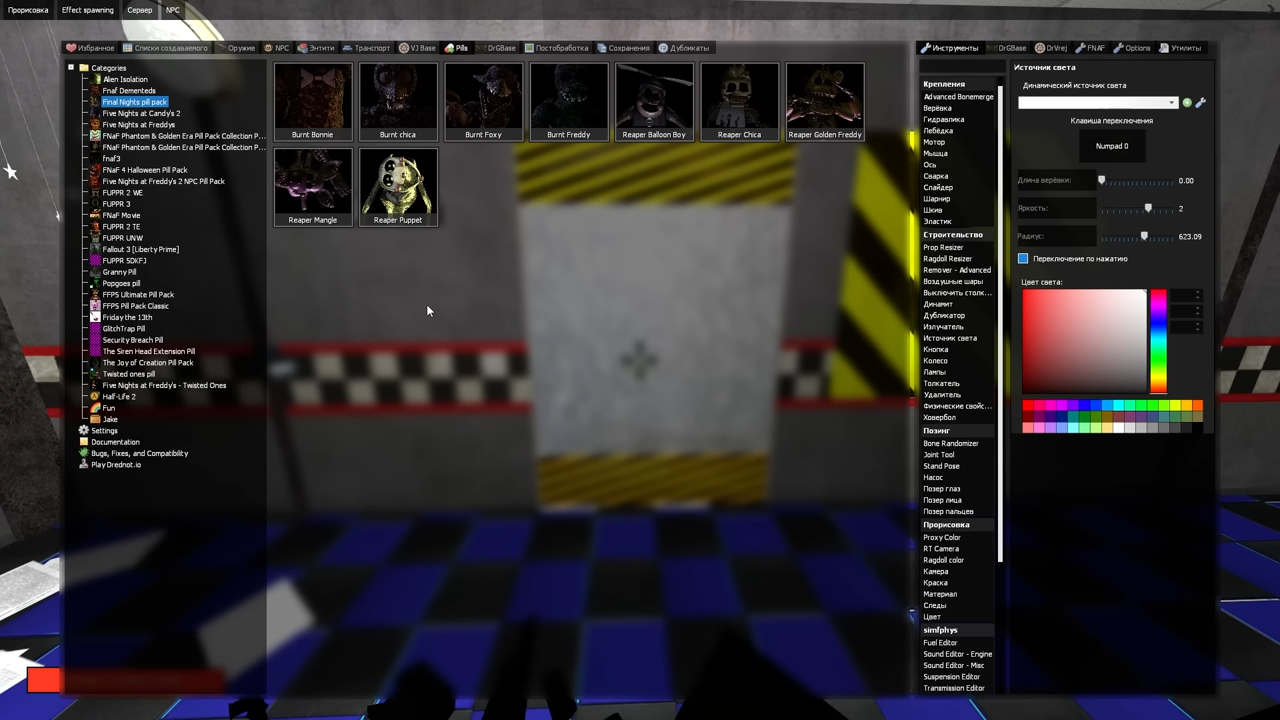 Прорисовка Effect spawning Сервер NPC
Избранное Списки создаваемого Оружие NPC Энтити Транспорт VJ Base Pills DrGBase Постобработка Сохранения Дубликаты
Categories
Alien Isolation
Fnaf Dementeds
Final Nights pill pack
Five Nights at Candy's 2
Five Nights at Freddys
FNaF Phantom & Golden Era Pill Pack Collection P...
FNaF Phantom & Golden Era Pill Pack Collection P...
fnaf3
FNAF 4 Halloween Pill Pack
Five Nights at Freddy's 2 NPC Pill Pack
FUPPR 2 WE
FUPPR 3
FNaF Movie
FUPPR 2 TE
FUPPR UNW
Fallout 3 [Liberty Prime]
FUPPR SDKFJ
Granny Pill
Popgoes pill
FFPS Ultimate Pill Pack
FFPS Pill Pack Classic
Friday the 13th
GlitchTrap Pill
Security Breach Pill
The Siren Head Extension Pill
The Joy of Creation Pill Pack
Twisted ones pill
Five Nights at Freddy's - Twisted Ones
Half-Life 2
Fun
Jake
Settings
Documentation
Bugs, Fixes, and Compatibility
Play Drednot.io
Burnt Bonnie Burnt chica Burnt Foxy Burnt Freddy Reaper Balloon Boy Reaper Chica Reaper Golden Freddy
Reaper Mangle Reaper Puppet
Инструменты DrGBase DrVrej FNAF Options Утилиты
Крепления
Advanced Bonemerge
Верёвка
Гидравлика
Лебёдка
Мотор
Мышца
Ось
Сварка
Слайдер
Шарнир
Шкив
Эластик
Строительство
Prop Resizer
Ragdoll Resizer
Remover - Advanced
Воздушные шары
Выключить столк...
Динамит
Дубликатор
Излучатель
Источник света
Кнопка
Колесо
Лампы
Толкатель
Удалитель
Физические свойс...
Ховербол
Позинг
Bone Randomizer
Joint Tool
Stand Pose
Насос
Позер глаз
Позер лица
Позер пальцев
Прорисовка
Proxy Color
RT Camera
Ragdoll color
Камера
Краска
Материал
Следы
Цвет
simfphys
Fuel Editor
Sound Editor - Engine
Sound Editor - Misc
Suspension Editor
Transmission Editor
Источник света
Динамический источник света
Клавиша переключения
Numpad 0
Длина верёвки: 0.00
Яркость: 2
Радиус: 623.09
Переключение по нажатию
Цвет света: